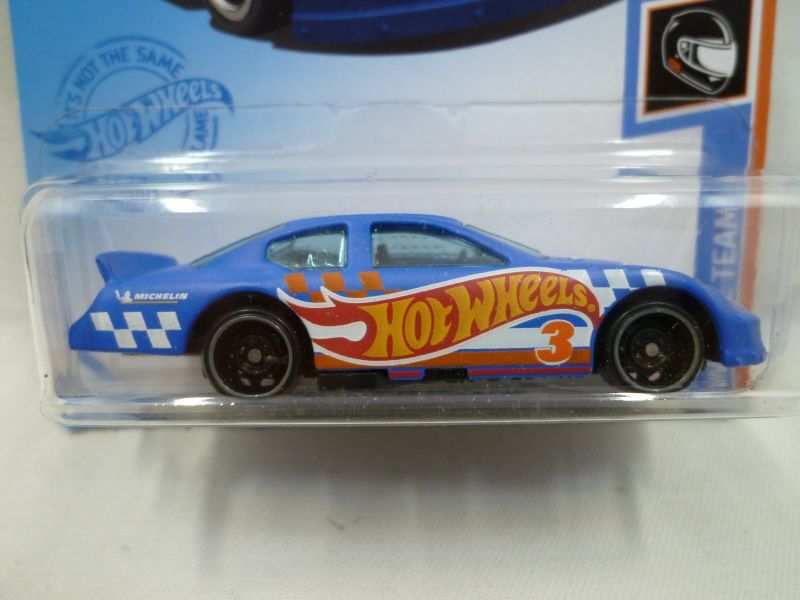 IT'S NOT THE SAME
HOT WHEELS
TEAM
MICHELIN
HOT WHEELS®
3